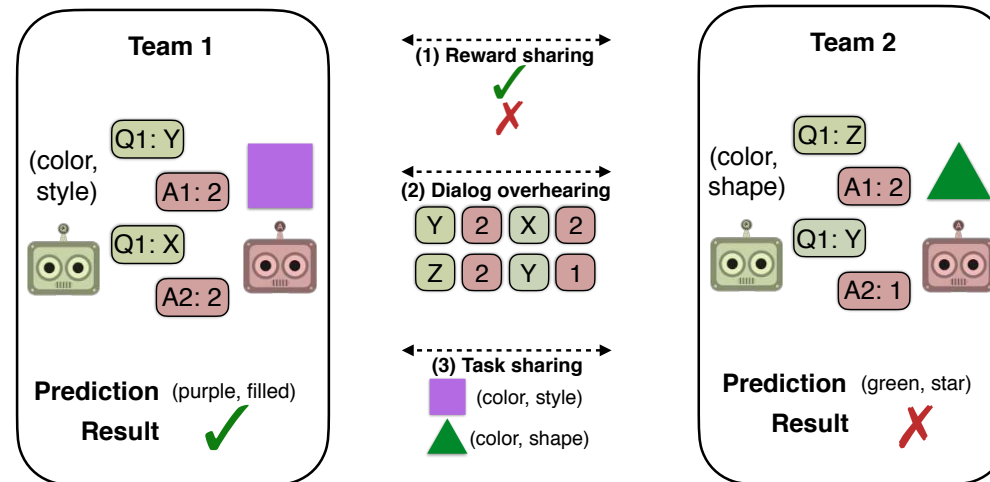 Team 1
(color,
style)
Q1: Y
A1: 2
Q1: X
A2: 2
Prediction (purple, filled)
Result
(1) Reward sharing
(2) Dialog overhearing
Y 2 X 2
Z 2 Y 1
(3) Task sharing
(color, style)
(color, shape)
Team 2
(color,
shape)
Q1: Z
A1: 2
Q1: Y
A2: 1
Prediction (green, star)
Result